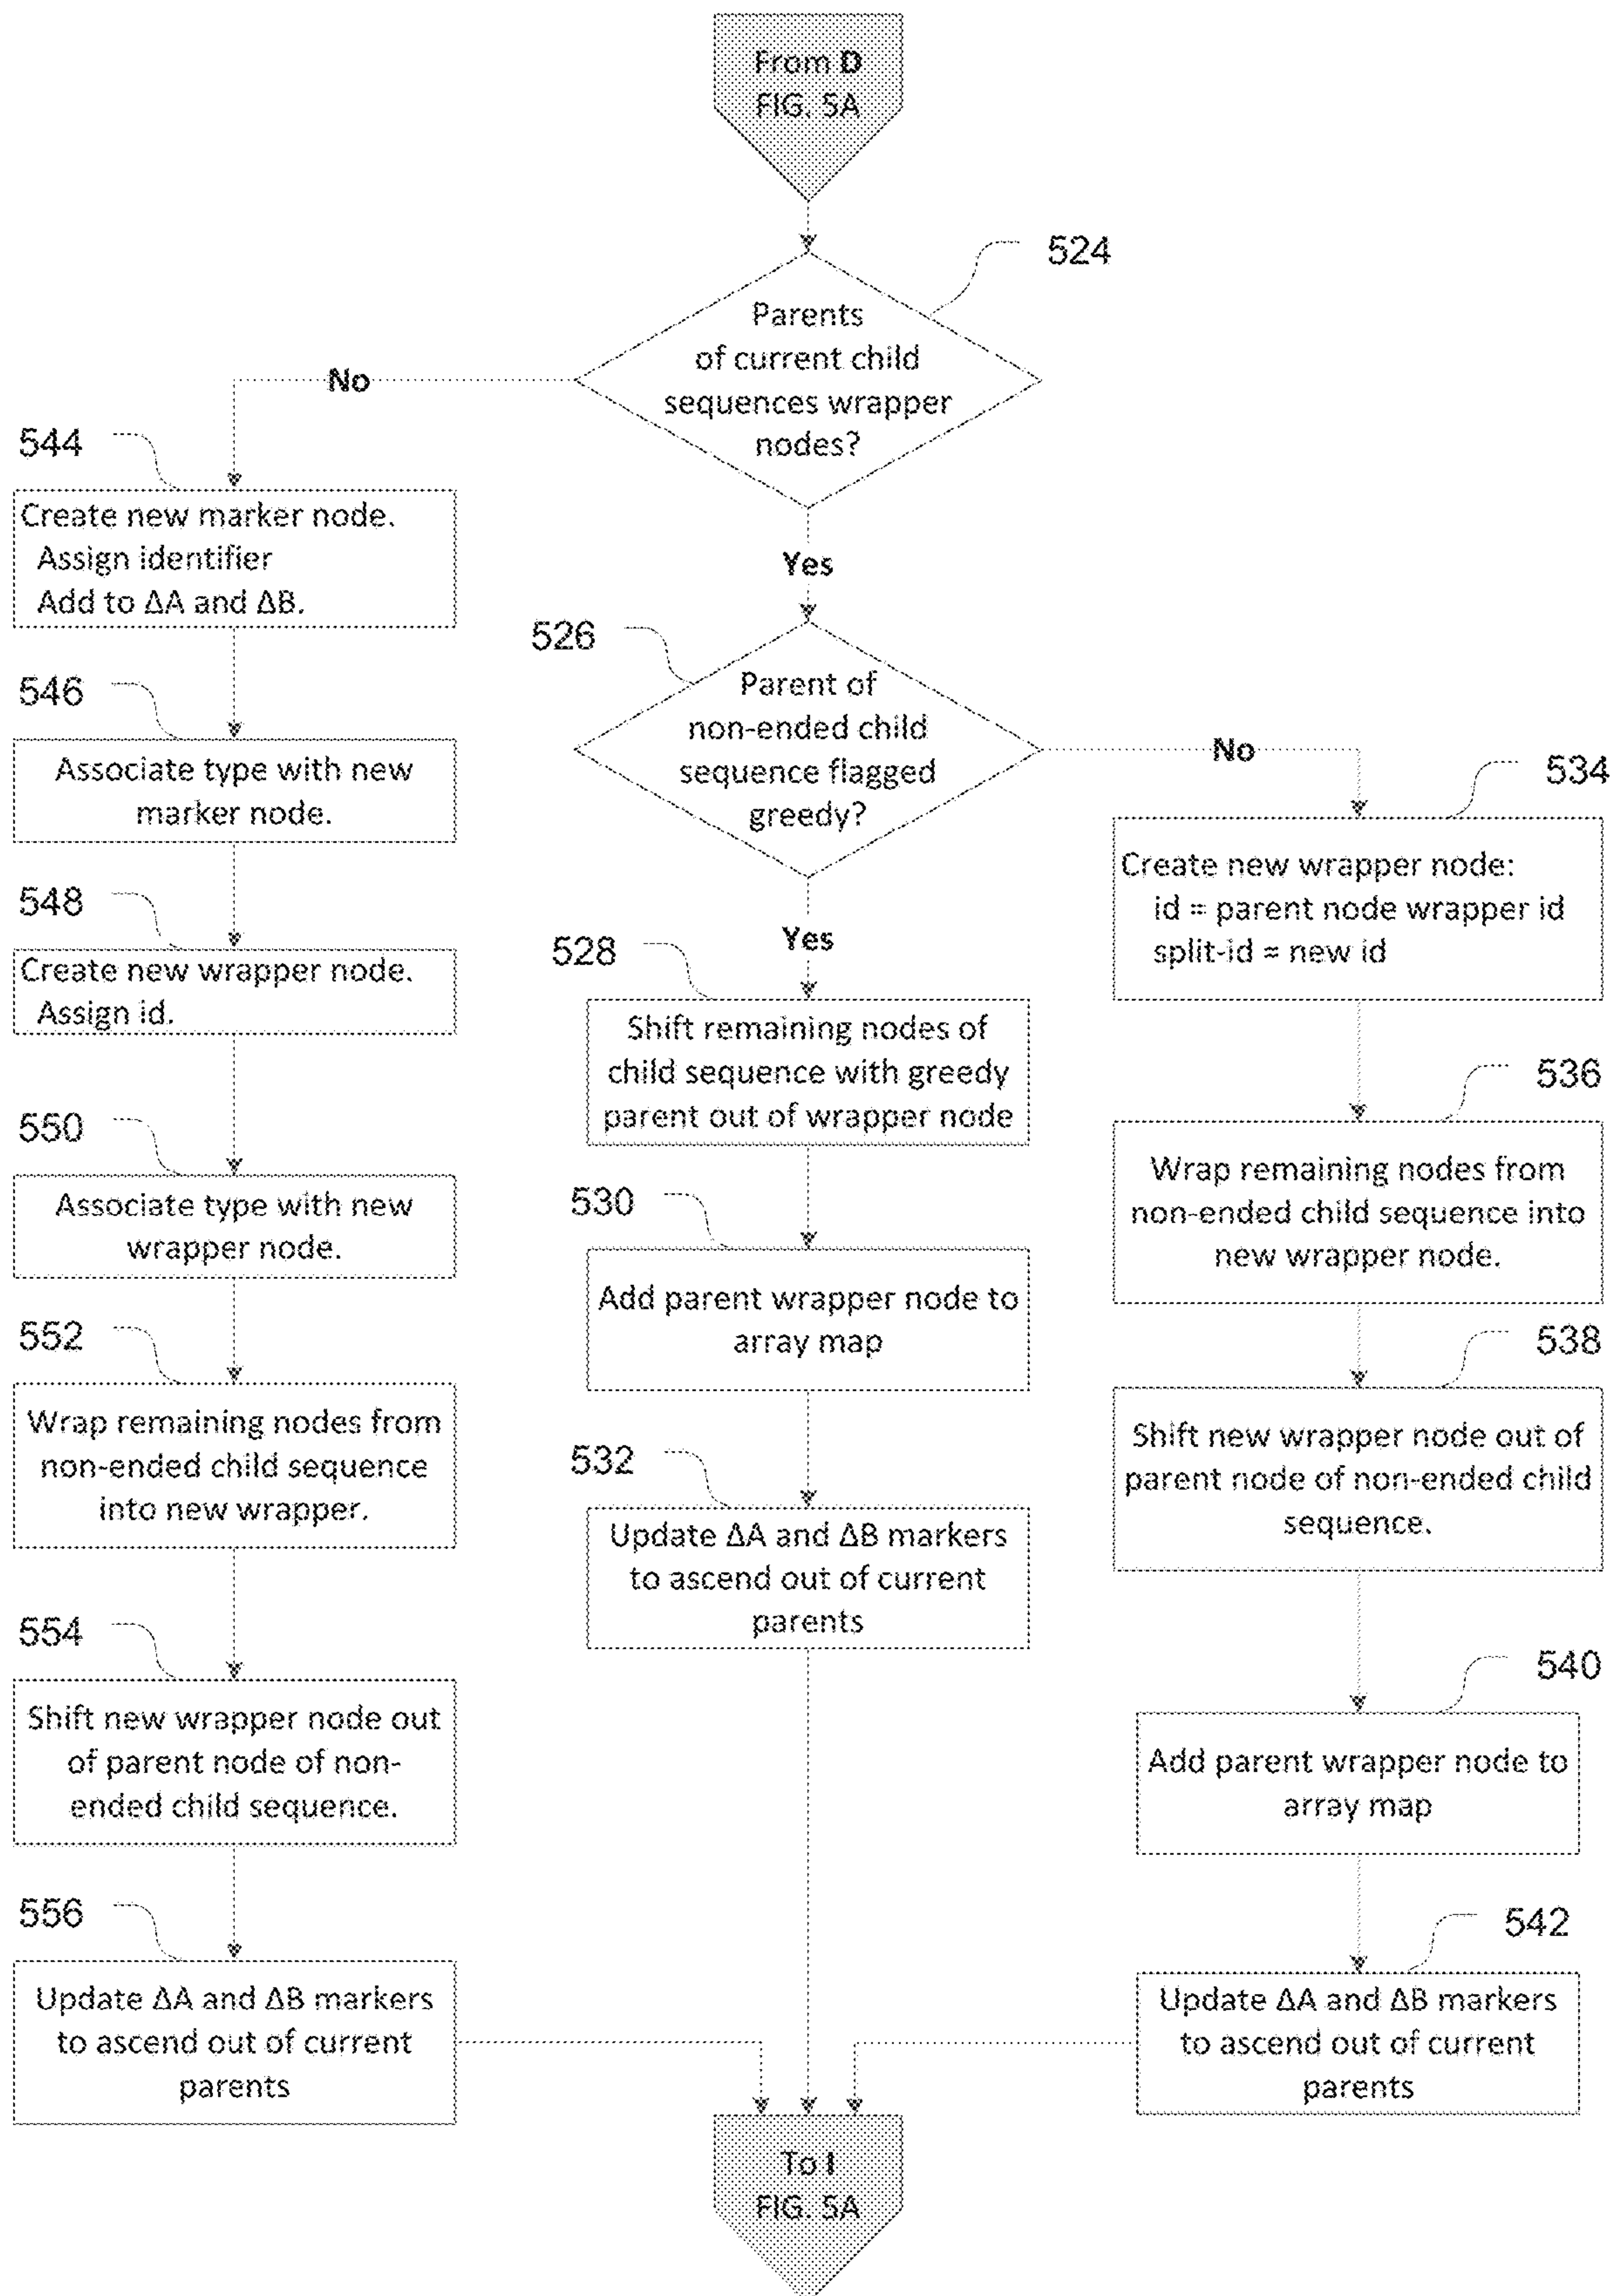 From D
FIG. 5A
524
Parents
of current child
sequences wrapper
nodes?
No
Yes
544
Create new marker node.
Assign identifier
Add to ΔA and ΔB.
546
Associate type with new
marker node.
548
Create new wrapper node.
Assign id.
550
Associate type with new
wrapper node.
552
Wrap remaining nodes from
non-ended child sequence
into new wrapper.
554
Shift new wrapper node out
of parent node of non-
ended child sequence.
556
Update ΔA and ΔB markers
to ascend out of current
parents
526
Parent of
non-ended child
sequence flagged
greedy?
No
Yes
528
Shift remaining nodes of
child sequence with greedy
parent out of wrapper node
530
Add parent wrapper node to
array map
532
Update ΔA and ΔB markers
to ascend out of current
parents
534
Create new wrapper node:
id = parent node wrapper id
split-id = new id
536
Wrap remaining nodes from
non-ended child sequence into
new wrapper node.
538
Shift new wrapper node out of
parent node of non-ended child
sequence.
540
Add parent wrapper node to
array map
542
Update ΔA and ΔB markers
to ascend out of current
parents
To I
FIG. 5A